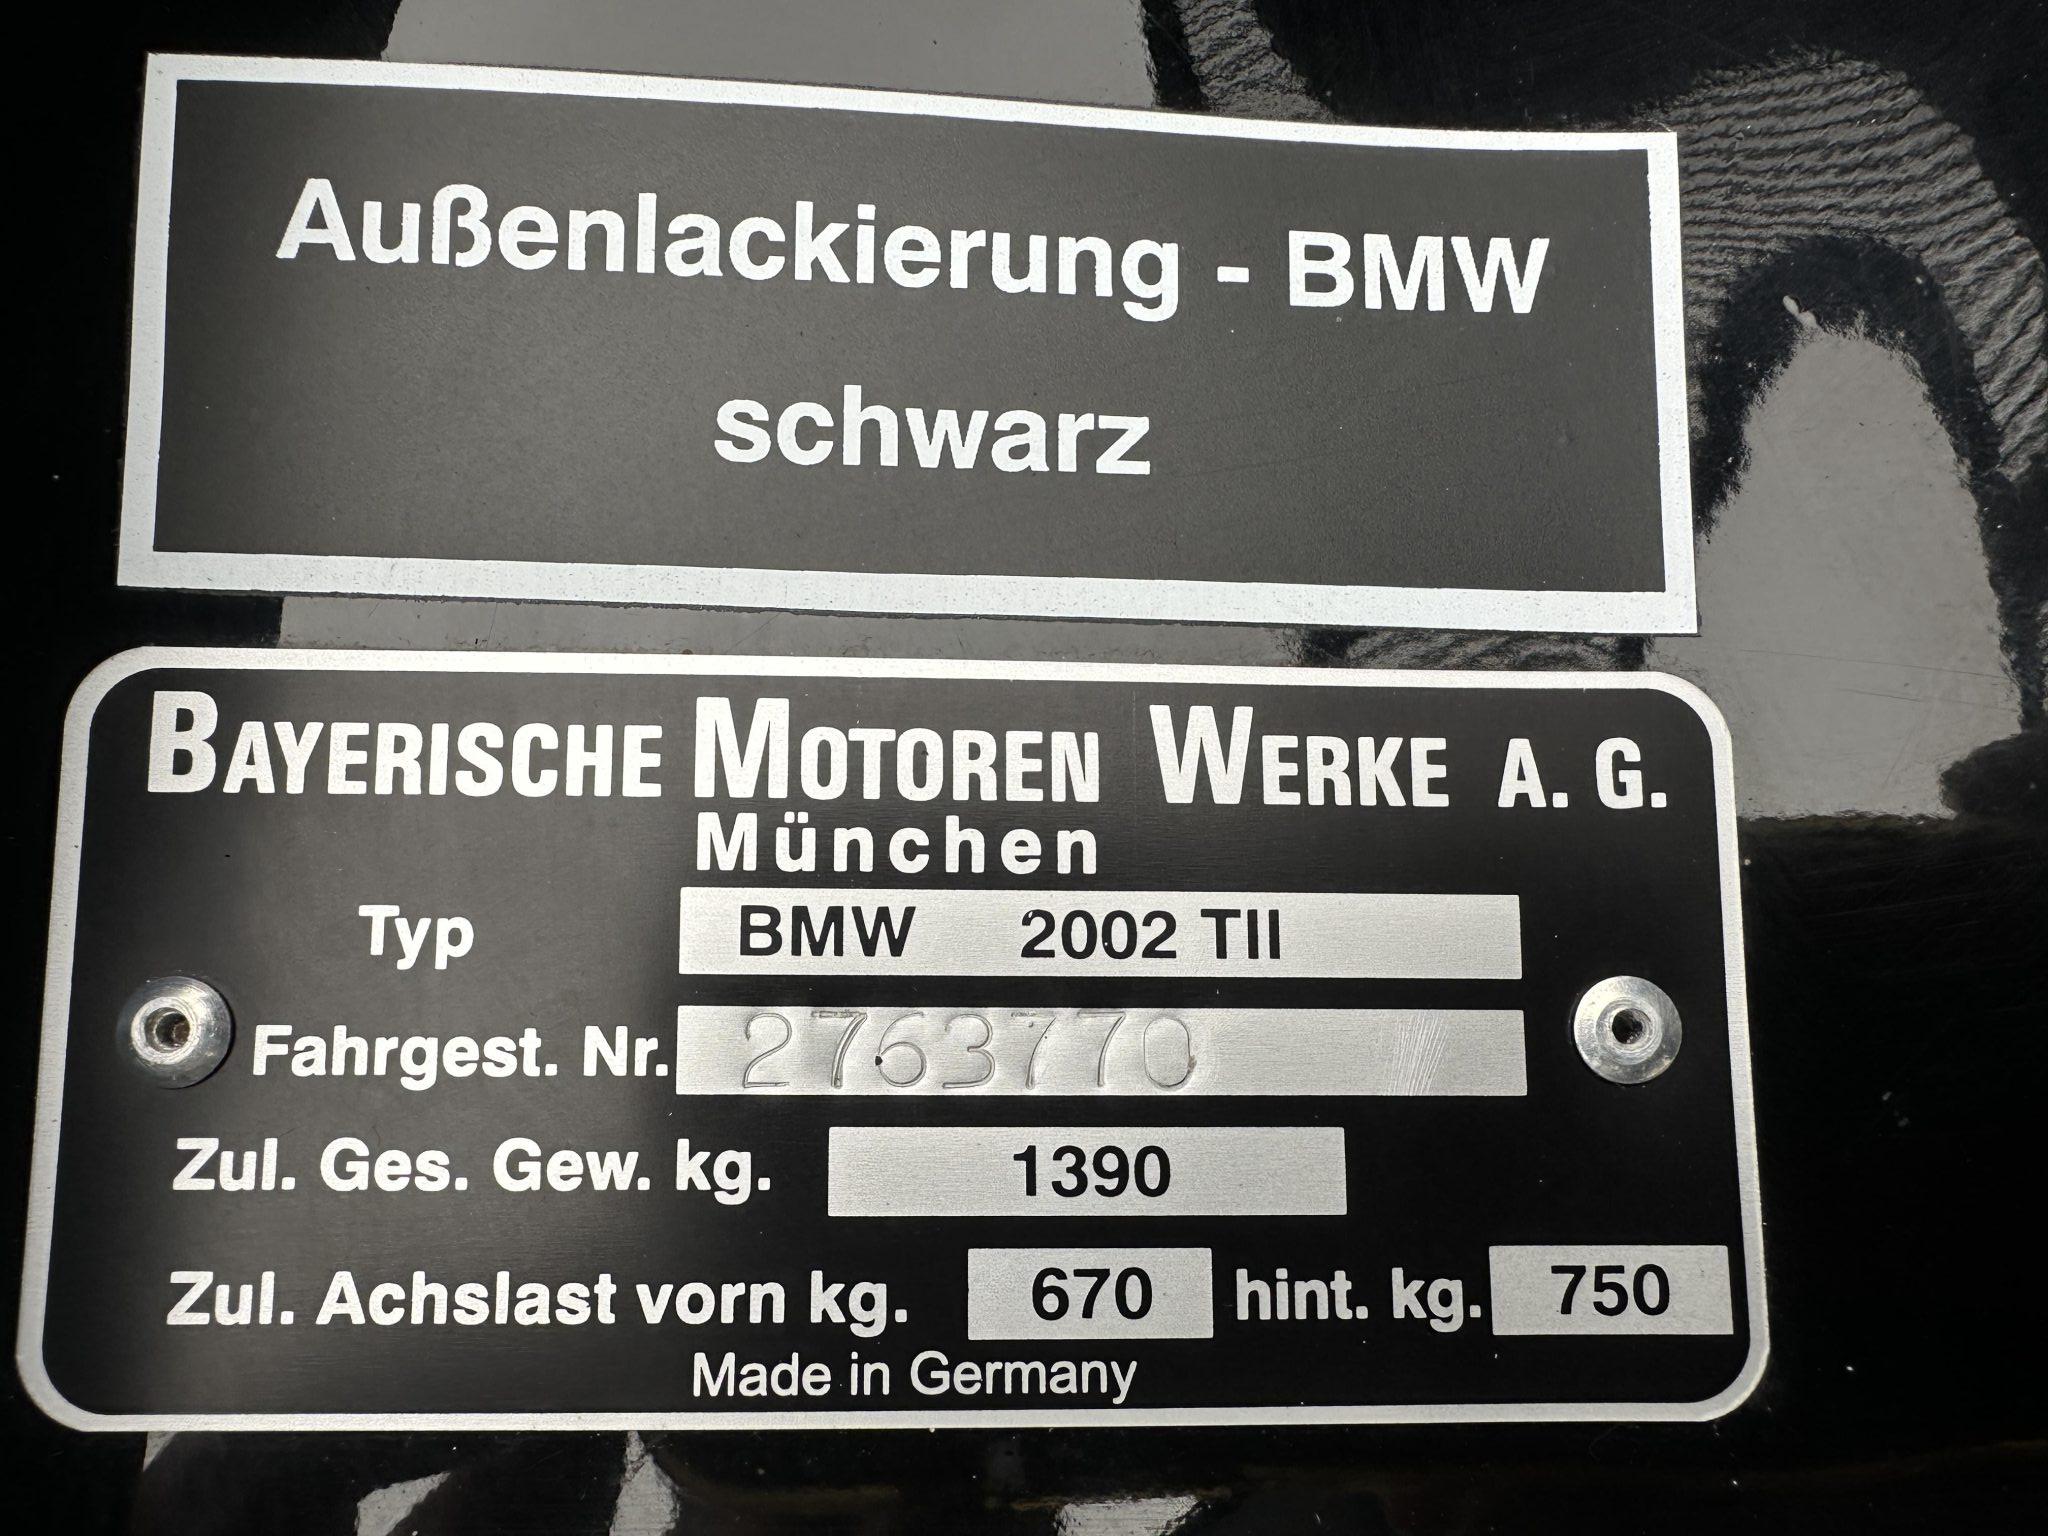 Außenlackierung - BMW
schwarz
BAYERISCHE MOTOREN WERKE A. G.
München
Typ BMW 2002 TII
Fahrgest. Nr. 2763770
Zul. Ges. Gew. kg. 1390
Zul. Achslast vorn kg. 670 hint. kg. 750
Made in Germany